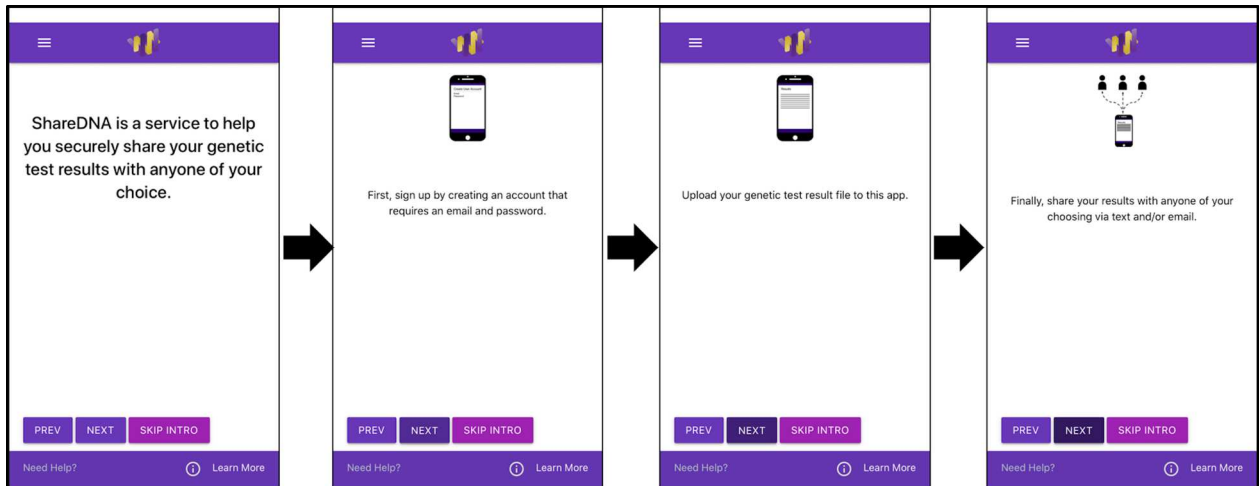 ShareDNA is a service to help
you securely share your genetic
test results with anyone of your
choice.
PREV NEXT SKIP INTRO
Need Help? Learn More
Create User Account
First, sign up by creating an account that
requires an email and password.
PREV NEXT SKIP INTRO
Need Help? Learn More
Results
Upload your genetic test result file to this app.
PREV NEXT SKIP INTRO
Need Help? Learn More
Finally, share your results with anyone of your
choosing via text and/or email.
PREV NEXT SKIP INTRO
Need Help? Learn More